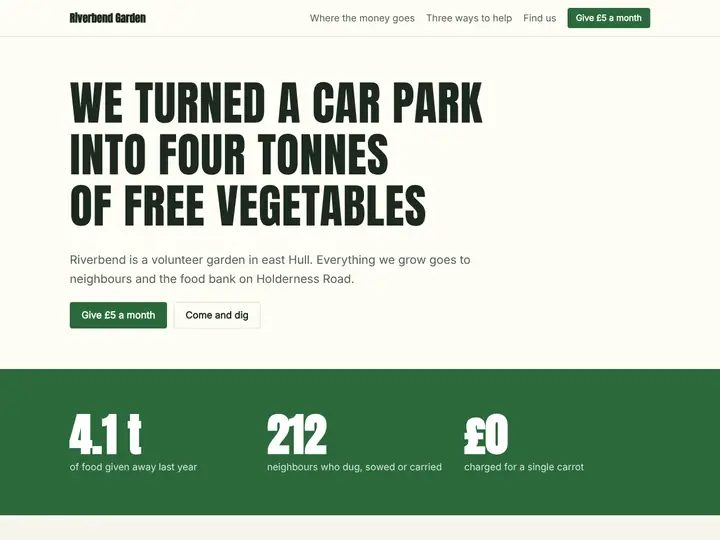 Riverbend Garden
Where the money goes
Three ways to help
Find us
Give £5 a month
WE TURNED A CAR PARK
INTO FOUR TONNES
OF FREE VEGETABLES
Riverbend is a volunteer garden in east Hull. Everything we grow goes to
neighbours and the food bank on Holderness Road.
Give £5 a month
Come and dig
4.1 t
of food given away last year
212
neighbours who dug, sowed or carried
£0
charged for a single carrot